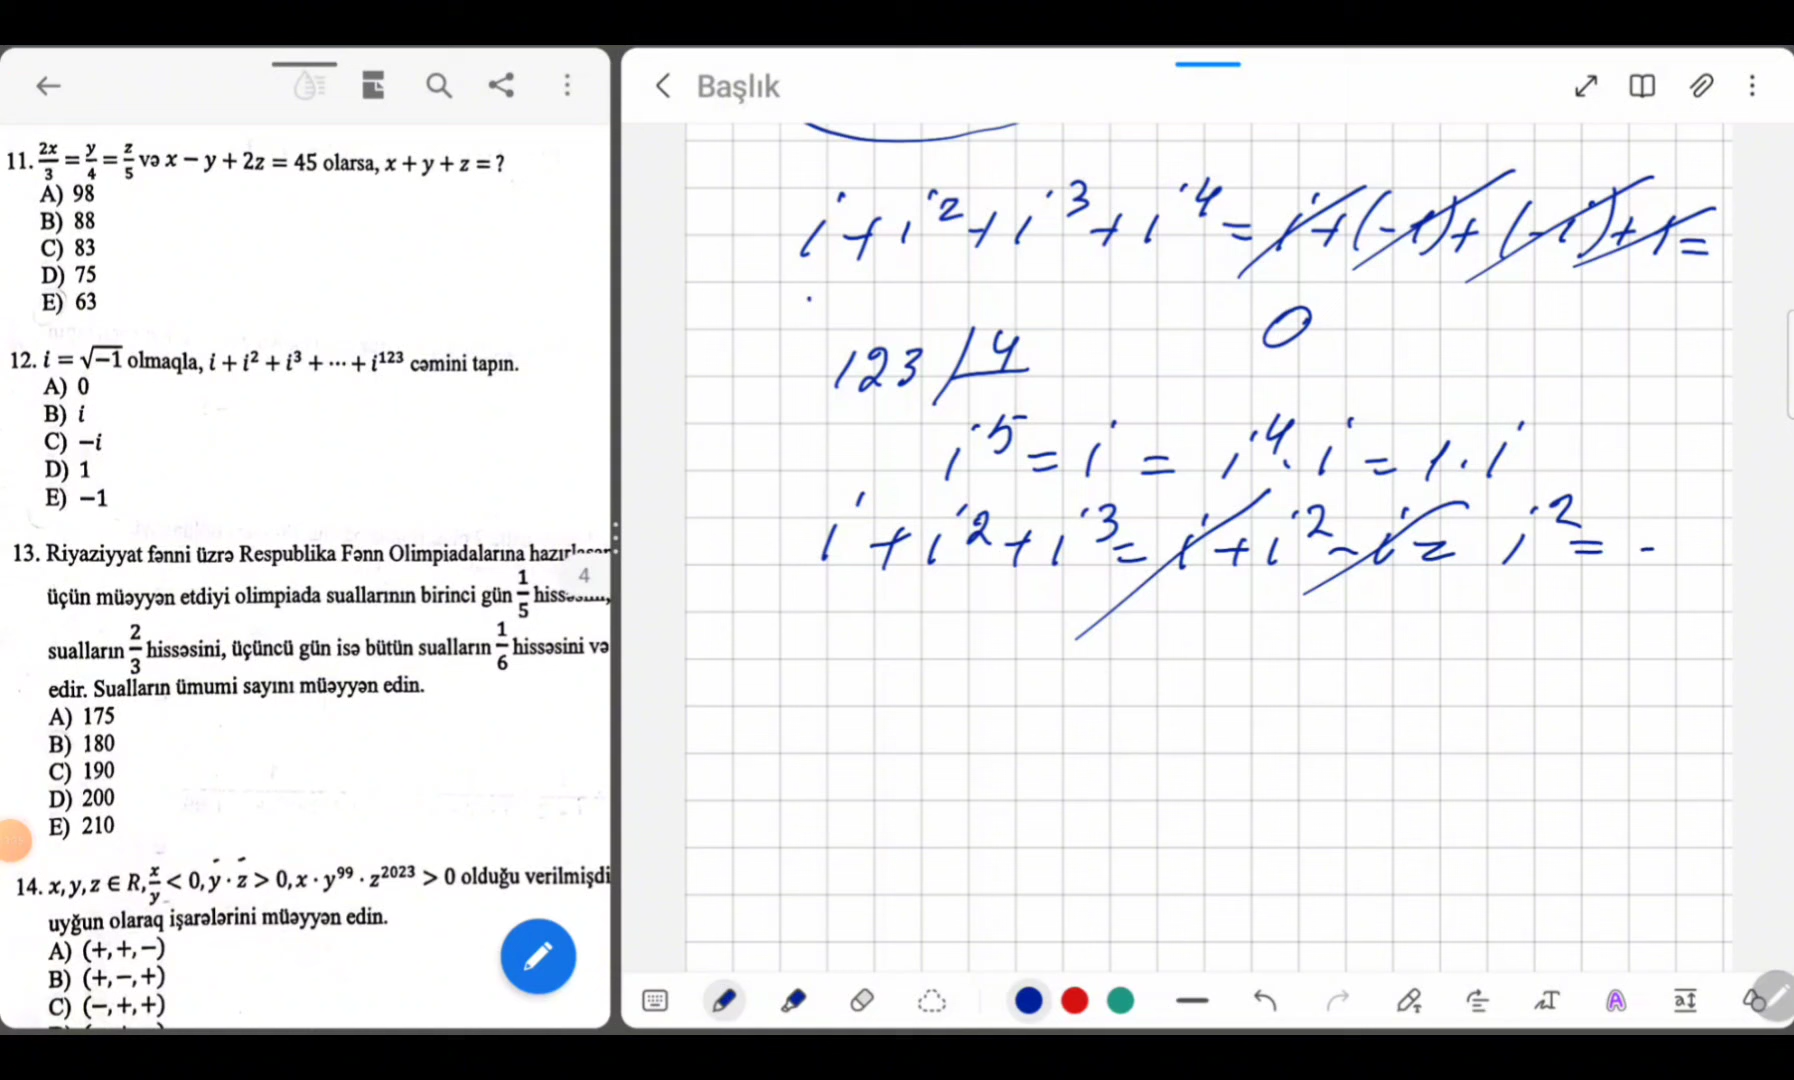 11. 2x/3 = y/4 = z/5 və x − y + 2z = 45 olarsa, x + y + z = ?
A) 98
B) 88
C) 83
D) 75
E) 63
12. i = √−1 olmaqla, i + i² + i³ + ⋯ + i¹²³ cəmini tapın.
A) 0
B) i
C) −i
D) 1
E) −1
13. Riyaziyyat fənni üzrə Respublika Fənn Olimpiadalarına
üçün müəyyən etdiyi olimpiada suallarının birinci gün 1/5
sualların 2/3 hissəsini, üçüncü gün isə bütün sualların 1/6 hissəsini və
edir. Sualların ümumi sayını müəyyən edin.
A) 175
B) 180
C) 190
D) 200
E) 210
4
14. x, y, z ∈ R, x/y < 0, y · z > 0, x · y⁹⁹ · z²⁰²³ > 0 olduğu verilmişdi
uyğun olaraq işarələrini müəyyən edin.
A) (+, +, −)
B) (+, −, +)
C) (−, +, +)
Başlık
i + i² + i³ + i⁴ = i + (−1) + (−i) + 1 =
0
123 | 4
i⁵ = i = i⁴ · i = 1 · i
i + i² + i³ = i + i² − i = i² = -